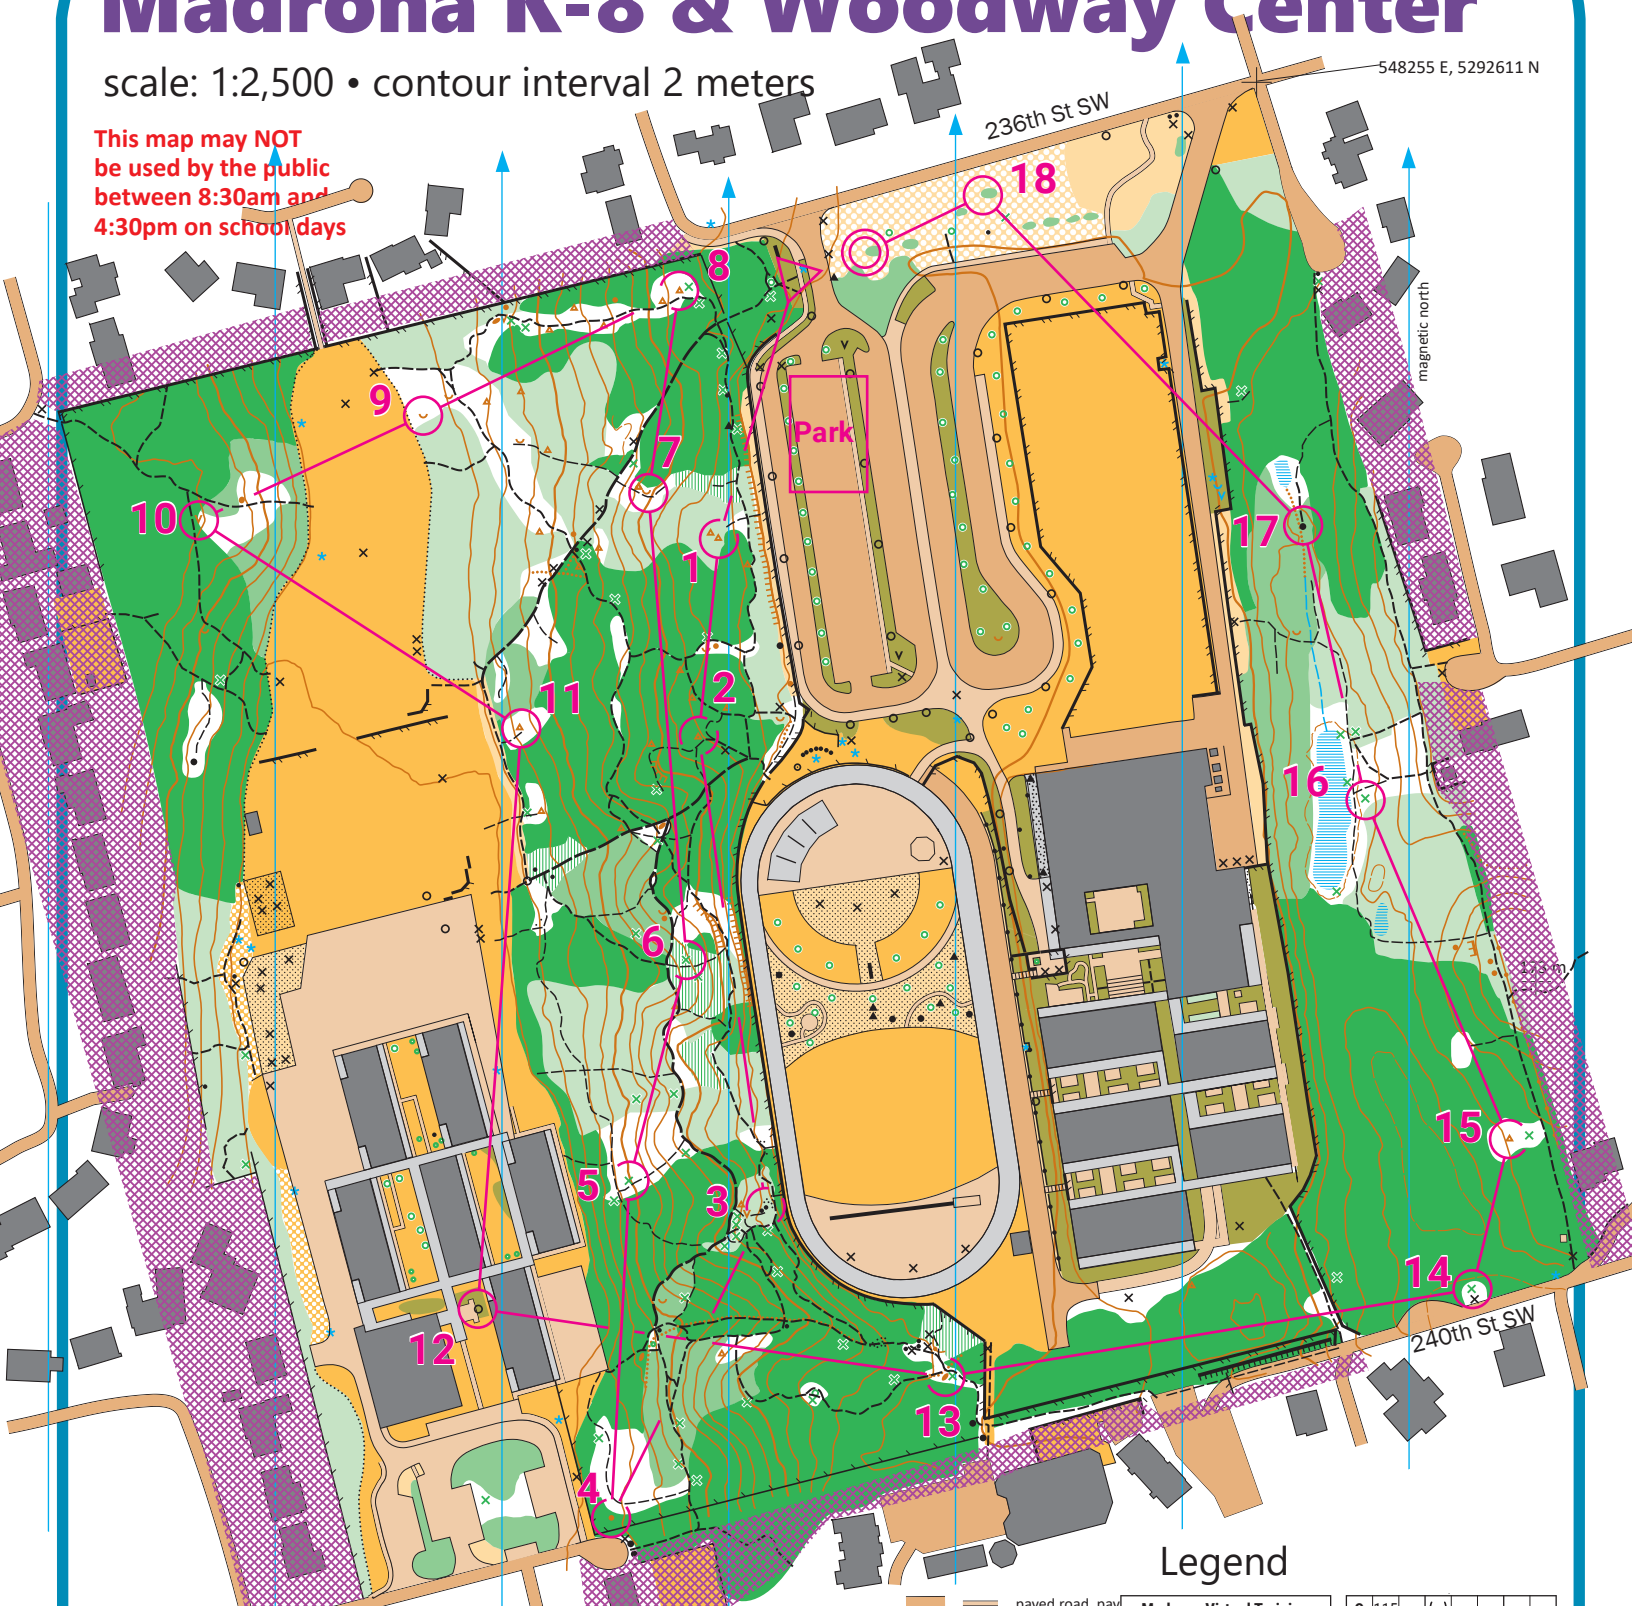 Madrona K-8 & Woodway Center
scale: 1:2,500 • contour interval 2 meters
548255 E, 5292611 N
This map may NOT
be used by the public
between 8:30am and
4:30pm on school days
236th St SW
18
8
magnetic north
9
7
Park
10
17
1
2
11
16
6
15
5
3
14
12
240th St SW
13
4
Legend